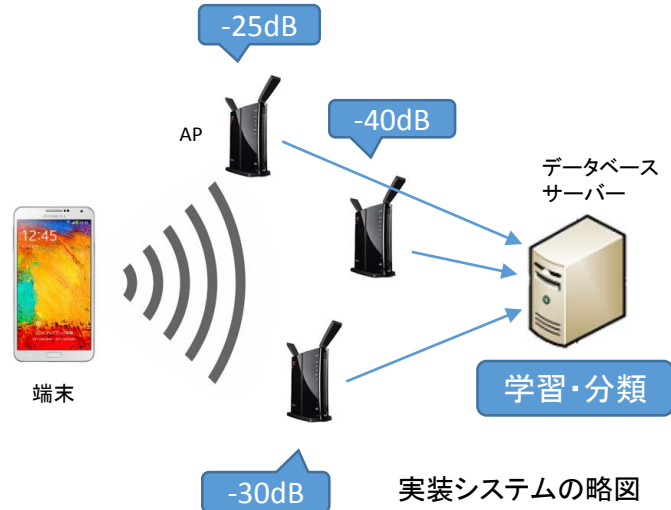 -25dB
AP
-40dB
データベース
サーバー
12:45
端末
学習・分類
-30dB
実装システムの略図